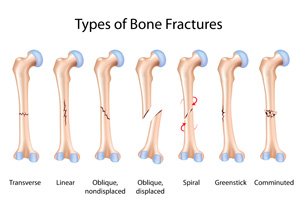 Types of Bone Fractures
Transverse
Linear
Oblique,
nondisplaced
Oblique,
displaced
Spiral
Greenstick
Comminuted